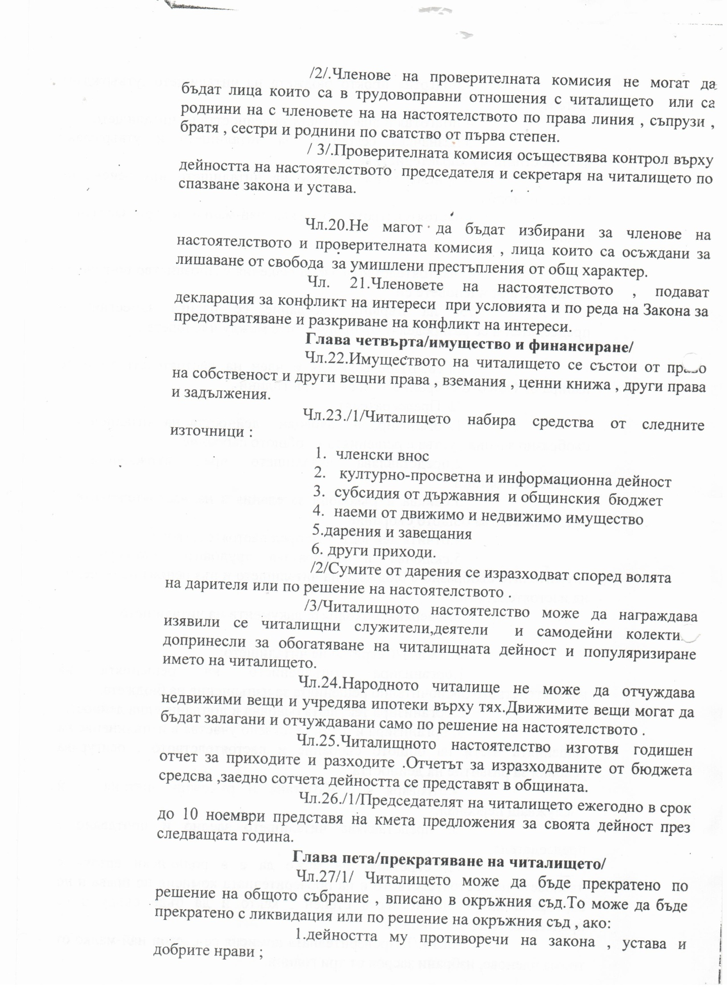 /2/.Членове на проверителната комисия не могат да
бъдат лица които са в трудовоправни отношения с читалището или са
роднини на с членовете на на настоятелството по права линия , съпрузи ,
братя , сестри и роднини по сватство от първа степен.
/ 3/.Проверителната комисия осъществява контрол върху
дейността на настоятелството председателя и секретаря на читалището по
спазване закона и устава.
Чл.20.Не магот да бъдат избирани за членове на
настоятелството и проверителната комисия , лица които са осъждани за
лишаване от свобода за умишлени престъпления от общ характер.
Чл. 21.Членовете на настоятелството , подават
декларация за конфликт на интереси при условията и по реда на Закона за
предотвратяване и разкриване на конфликт на интереси.
Глава четвърта/имущество и финансиране/
Чл.22.Имуществото на читалището се състои от право
на собственост и други вещни права , вземания , ценни книжа , други права
и задължения.
Чл.23./1/Читалището набира средства от следните
източници :
1. членски внос
2. културно-просветна и информационна дейност
3. субсидия от държавния и общинския бюджет
4. наеми от движимо и недвижимо имущество
5.дарения и завещания
6. други приходи.
/2/Сумите от дарения се изразходват според волята
на дарителя или по решение на настоятелството .
/3/Читалищното настоятелство може да награждава
изявили се читалищни служители,деятели и самодейни
допринесли за обогатяване на читалищната дейност и популяризиране
името на читалището.
Чл.24.Народното читалище не може да отчуждава
недвижими вещи и учредява ипотеки върху тях.Движимите вещи могат да
бъдат залагани и отчуждавани само по решение на настоятелството .
Чл.25.Читалищното настоятелство изготвя годишен
отчет за приходите и разходите .Отчетът за изразходваните от бюджета
средсва ,заедно сотчета дейността се представят в общината.
Чл.26./1/Председателят на читалището ежегодно в срок
до 10 ноември представя на кмета предложения за своята дейност през
следващата година.
Глава пета/прекратяване на читалището/
Чл.27/1/ Читалището може да бъде прекратено по
решение на общото събрание , вписано в окръжния съд.То може да бъде
прекратено с ликвидация или по решение на окръжния съд , ако:
1.дейността му противоречи на закона , устава и
добрите нрави ;